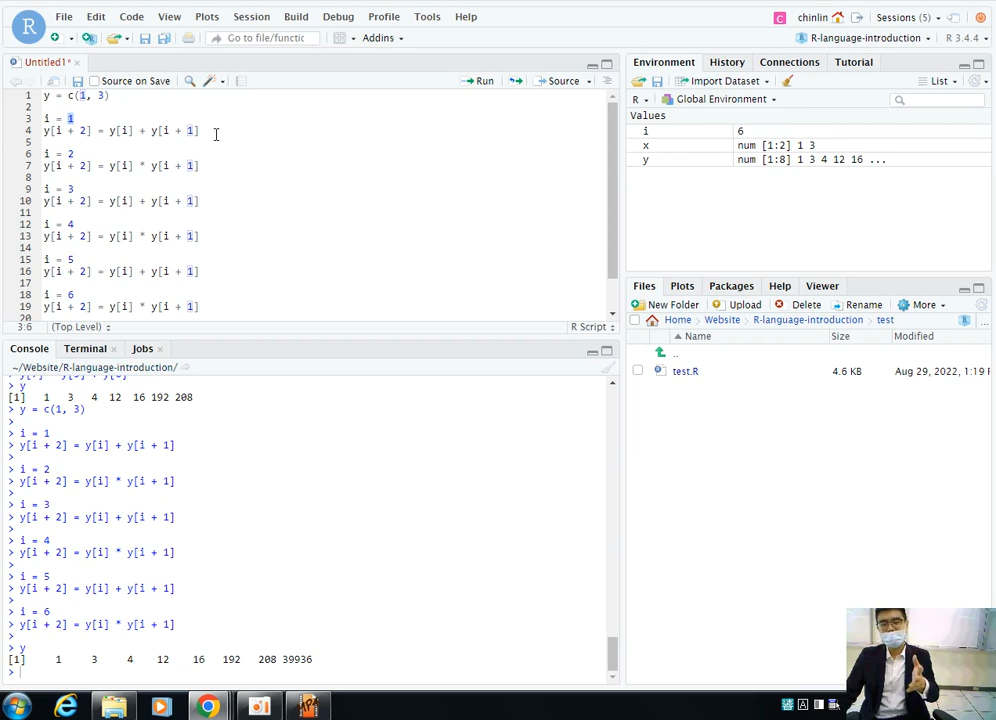 File Edit Code View Plots Session Build Debug Profile Tools Help
C chinlin Sessions (5)
R
Go to file/functic Addins
R-language-introduction R 3.4.4
Untitled1*
Source on Save Run Source
1 y = c(1, 3)
2
3 i = 1
4 y[i + 2] = y[i] + y[i + 1]
5
6 i = 2
7 y[i + 2] = y[i] * y[i + 1]
8
9 i = 3
10 y[i + 2] = y[i] + y[i + 1]
11
12 i = 4
13 y[i + 2] = y[i] * y[i + 1]
14
15 i = 5
16 y[i + 2] = y[i] + y[i + 1]
17
18 i = 6
19 y[i + 2] = y[i] * y[i + 1]
20
3:6 (Top Level) R Script
Console Terminal Jobs
~/Website/R-language-introduction/
> y
[1] 1 3 4 12 16 192 208
> y = c(1, 3)
>
> i = 1
> y[i + 2] = y[i] + y[i + 1]
>
> i = 2
> y[i + 2] = y[i] * y[i + 1]
>
> i = 3
> y[i + 2] = y[i] + y[i + 1]
>
> i = 4
> y[i + 2] = y[i] * y[i + 1]
>
> i = 5
> y[i + 2] = y[i] + y[i + 1]
>
> i = 6
> y[i + 2] = y[i] * y[i + 1]
>
> y
[1] 1 3 4 12 16 192 208 39936
>
Environment History Connections Tutorial
Import Dataset List
R Global Environment
Values
i 6
x num [1:2] 1 3
y num [1:8] 1 3 4 12 16 ...
Files Plots Packages Help Viewer
New Folder Upload Delete Rename More
Home Website R-language-introduction test R ...
Name Size Modified
..
test.R 4.6 KB Aug 29, 2022, 1:19 P
A